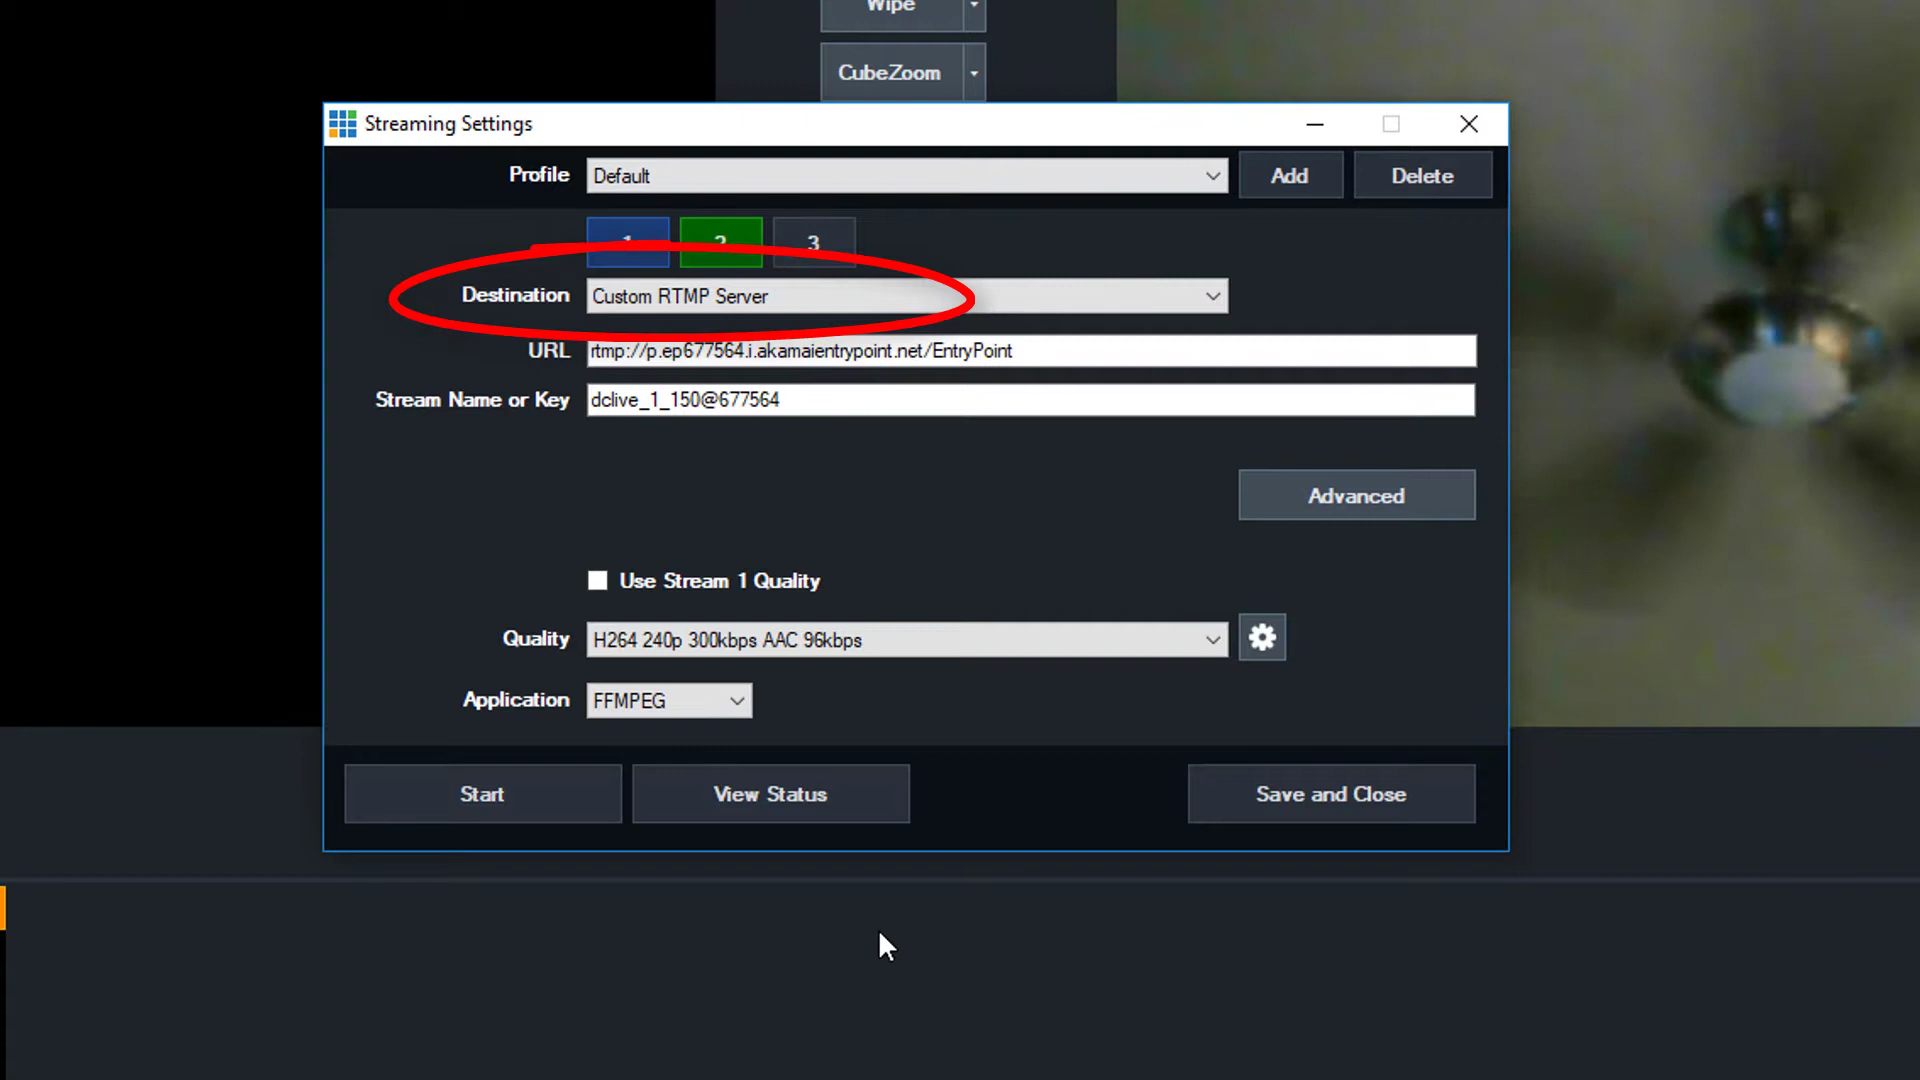 Wipe
CubeZoom
Streaming Settings
Profile Default Add Delete
1 2 3
Destination Custom RTMP Server
URL rtmp://p.ep677564.i.akamaientrypoint.net/EntryPoint
Stream Name or Key dclive_1_150@677564
Advanced
Use Stream 1 Quality
Quality H264 240p 300kbps AAC 96kbps
Application FFMPEG
Start View Status Save and Close